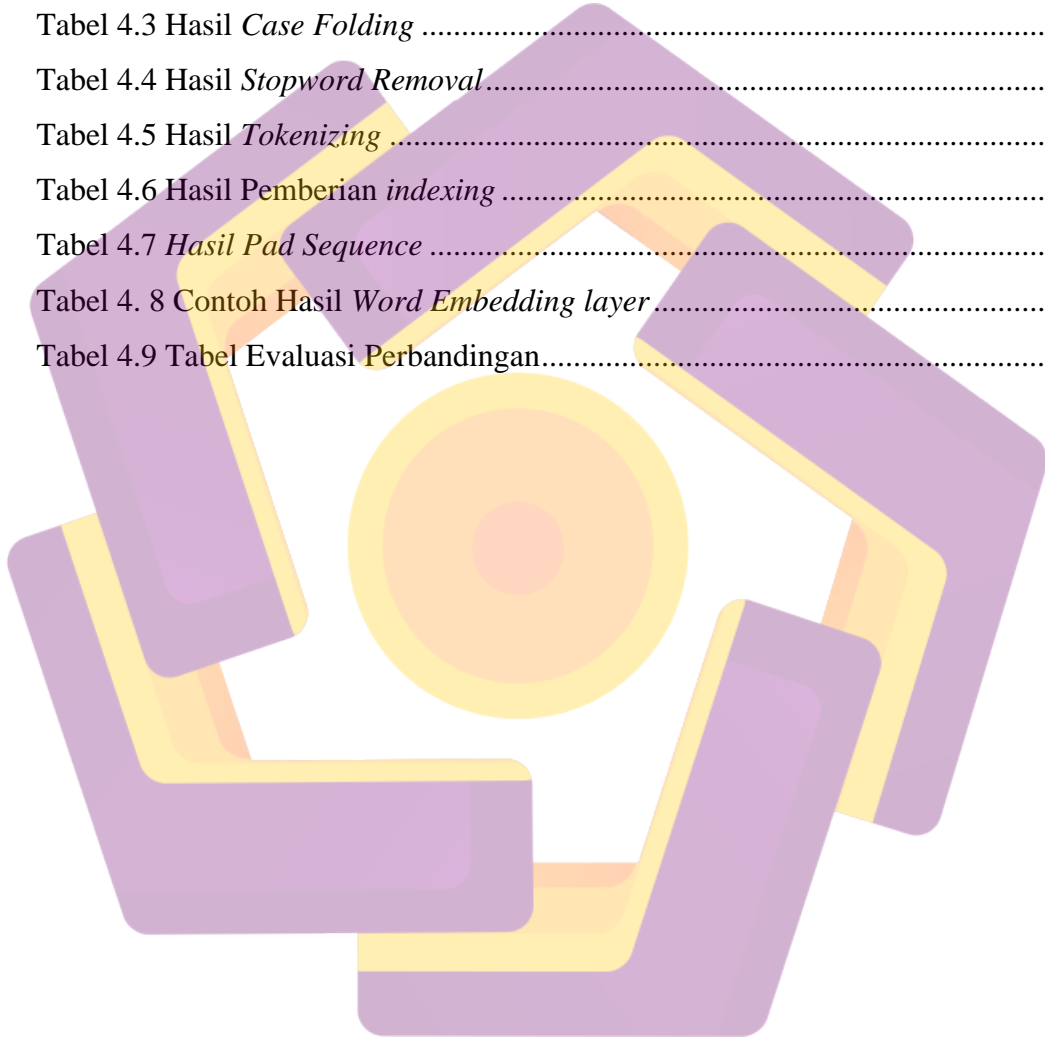 Tabel 4.3 Hasil Case Folding ..............................................................................
Tabel 4.4 Hasil Stopword Removal......................................................................
Tabel 4.5 Hasil Tokenizing ..................................................................................
Tabel 4.6 Hasil Pemberian indexing ....................................................................
Tabel 4.7 Hasil Pad Sequence .............................................................................
Tabel 4. 8 Contoh Hasil Word Embedding layer.................................................
Tabel 4.9 Tabel Evaluasi Perbandingan...............................................................